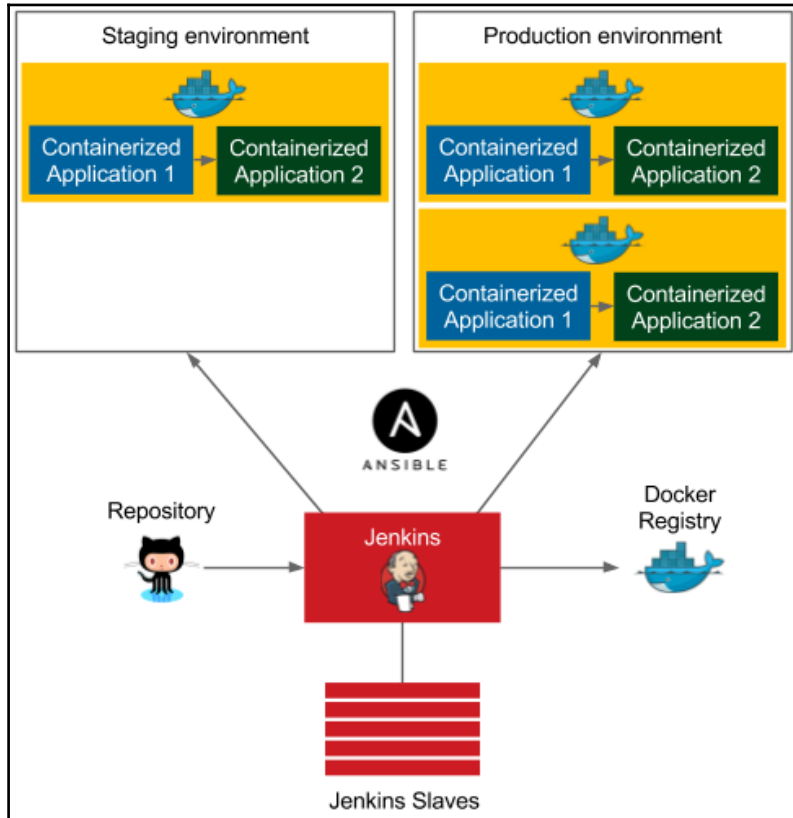 Staging environment
Production environment
Containerized
Application 1
Containerized
Application 2
Containerized
Application 1
Containerized
Application 2
Containerized
Application 1
Containerized
Application 2
A
ANSIBLE
Repository
Jenkins
Docker
Registry
Jenkins Slaves